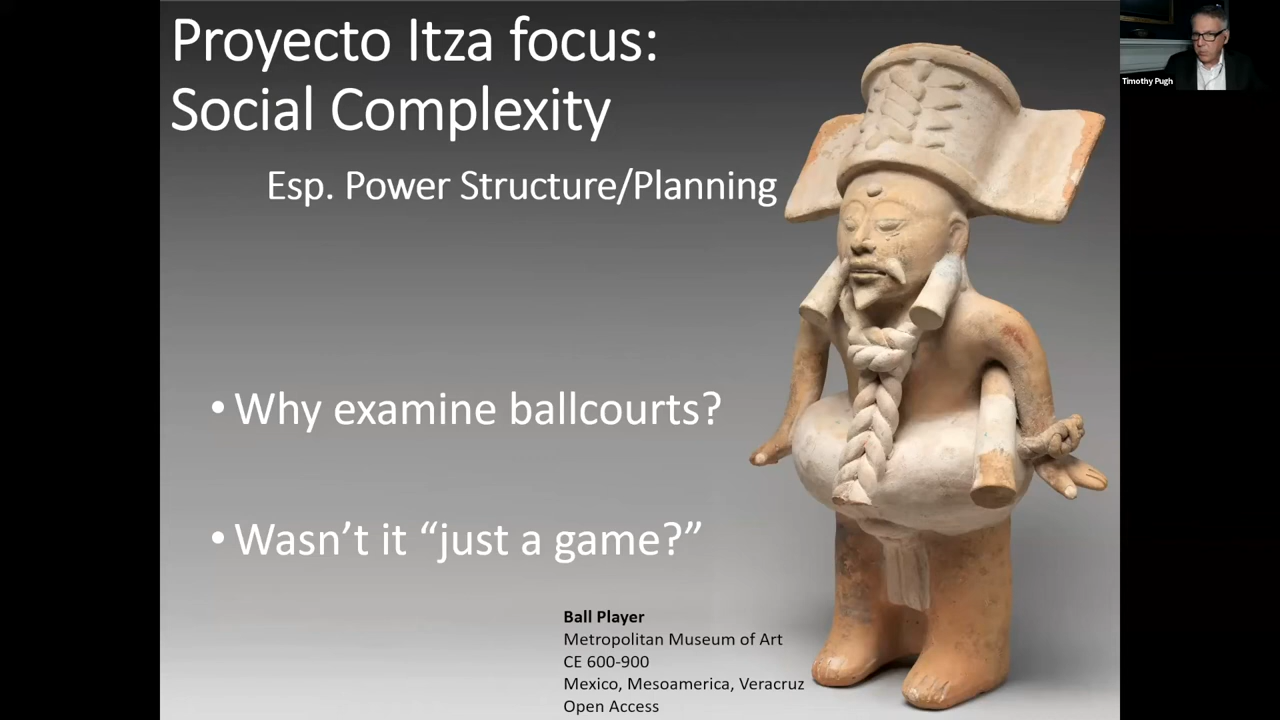 Proyecto Itza focus:
Social Complexity
Esp. Power Structure/Planning
• Why examine ballcourts?
• Wasn’t it “just a game?”
Ball Player
Metropolitan Museum of Art
CE 600-900
Mexico, Mesoamerica, Veracruz
Open Access
Timothy Pugh